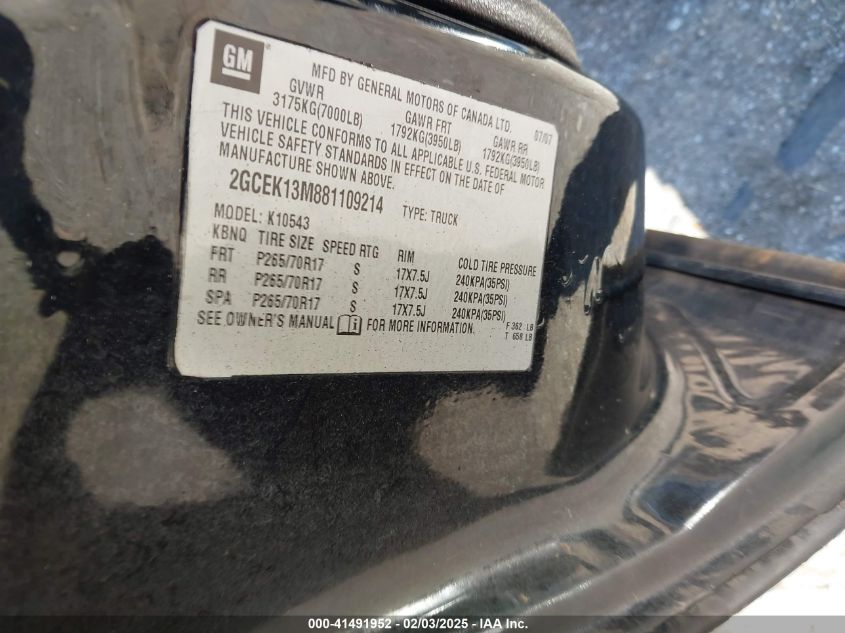 GM
MFD BY GENERAL MOTORS OF CANADA LTD.
07/07
GVWR GAWR FRT GAWR RR
3175KG(7000LB) 1792KG(3950LB) 1792KG(3950LB)
THIS VEHICLE CONFORMS TO ALL APPLICABLE U.S. FEDERAL MOTOR
VEHICLE SAFETY STANDARDS IN EFFECT ON THE DATE OF
MANUFACTURE SHOWN ABOVE.
2GCEK13M881109214 TYPE: TRUCK
MODEL: K10543
KBNQ TIRE SIZE SPEED RTG RIM COLD TIRE PRESSURE
FRT P265/70R17 S 17X7.5J 240KPA(35PSI)
RR P265/70R17 S 17X7.5J 240KPA(35PSI)
SPA P265/70R17 S 17X7.5J 240KPA(35PSI)
SEE OWNER'S MANUAL FOR MORE INFORMATION.
F 362 LB
T 658 LB
000-41491952 - 02/03/2025 - IAA Inc.